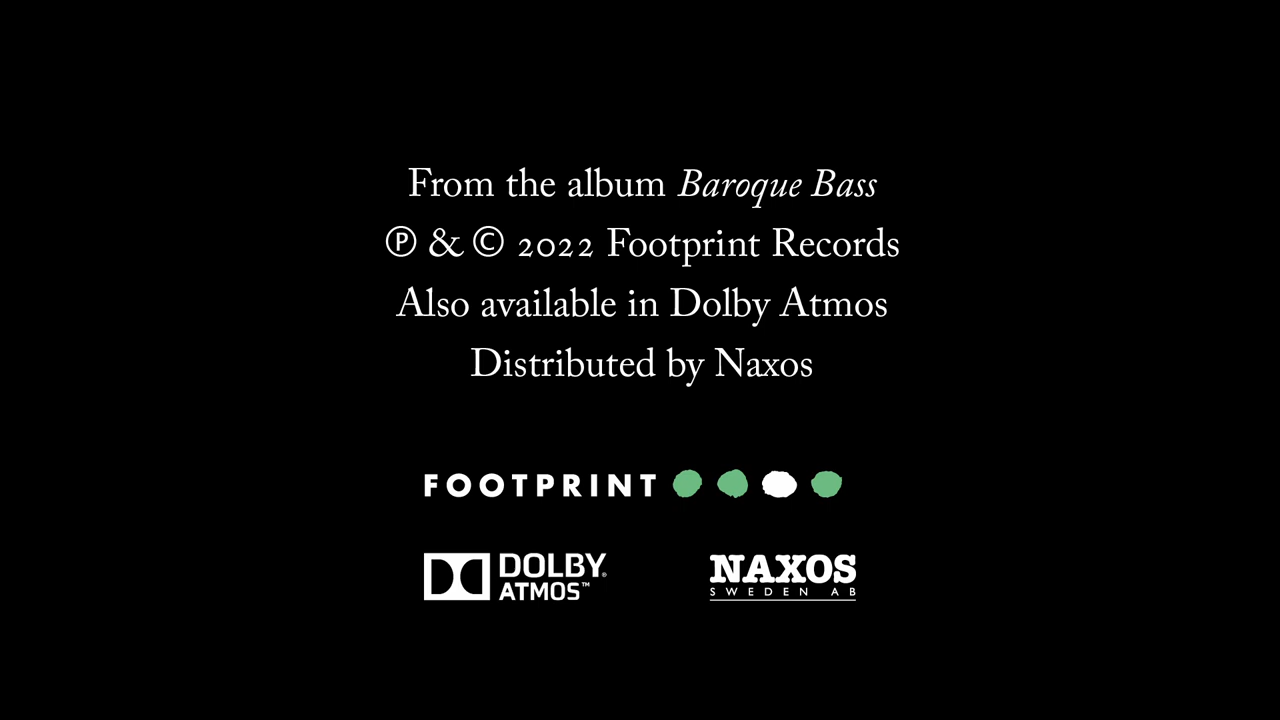 From the album Baroque Bass
℗ & © 2022 Footprint Records
Also available in Dolby Atmos
Distributed by Naxos
FOOTPRINT
DOLBY®
ATMOS™
NAXOS
SWEDEN AB